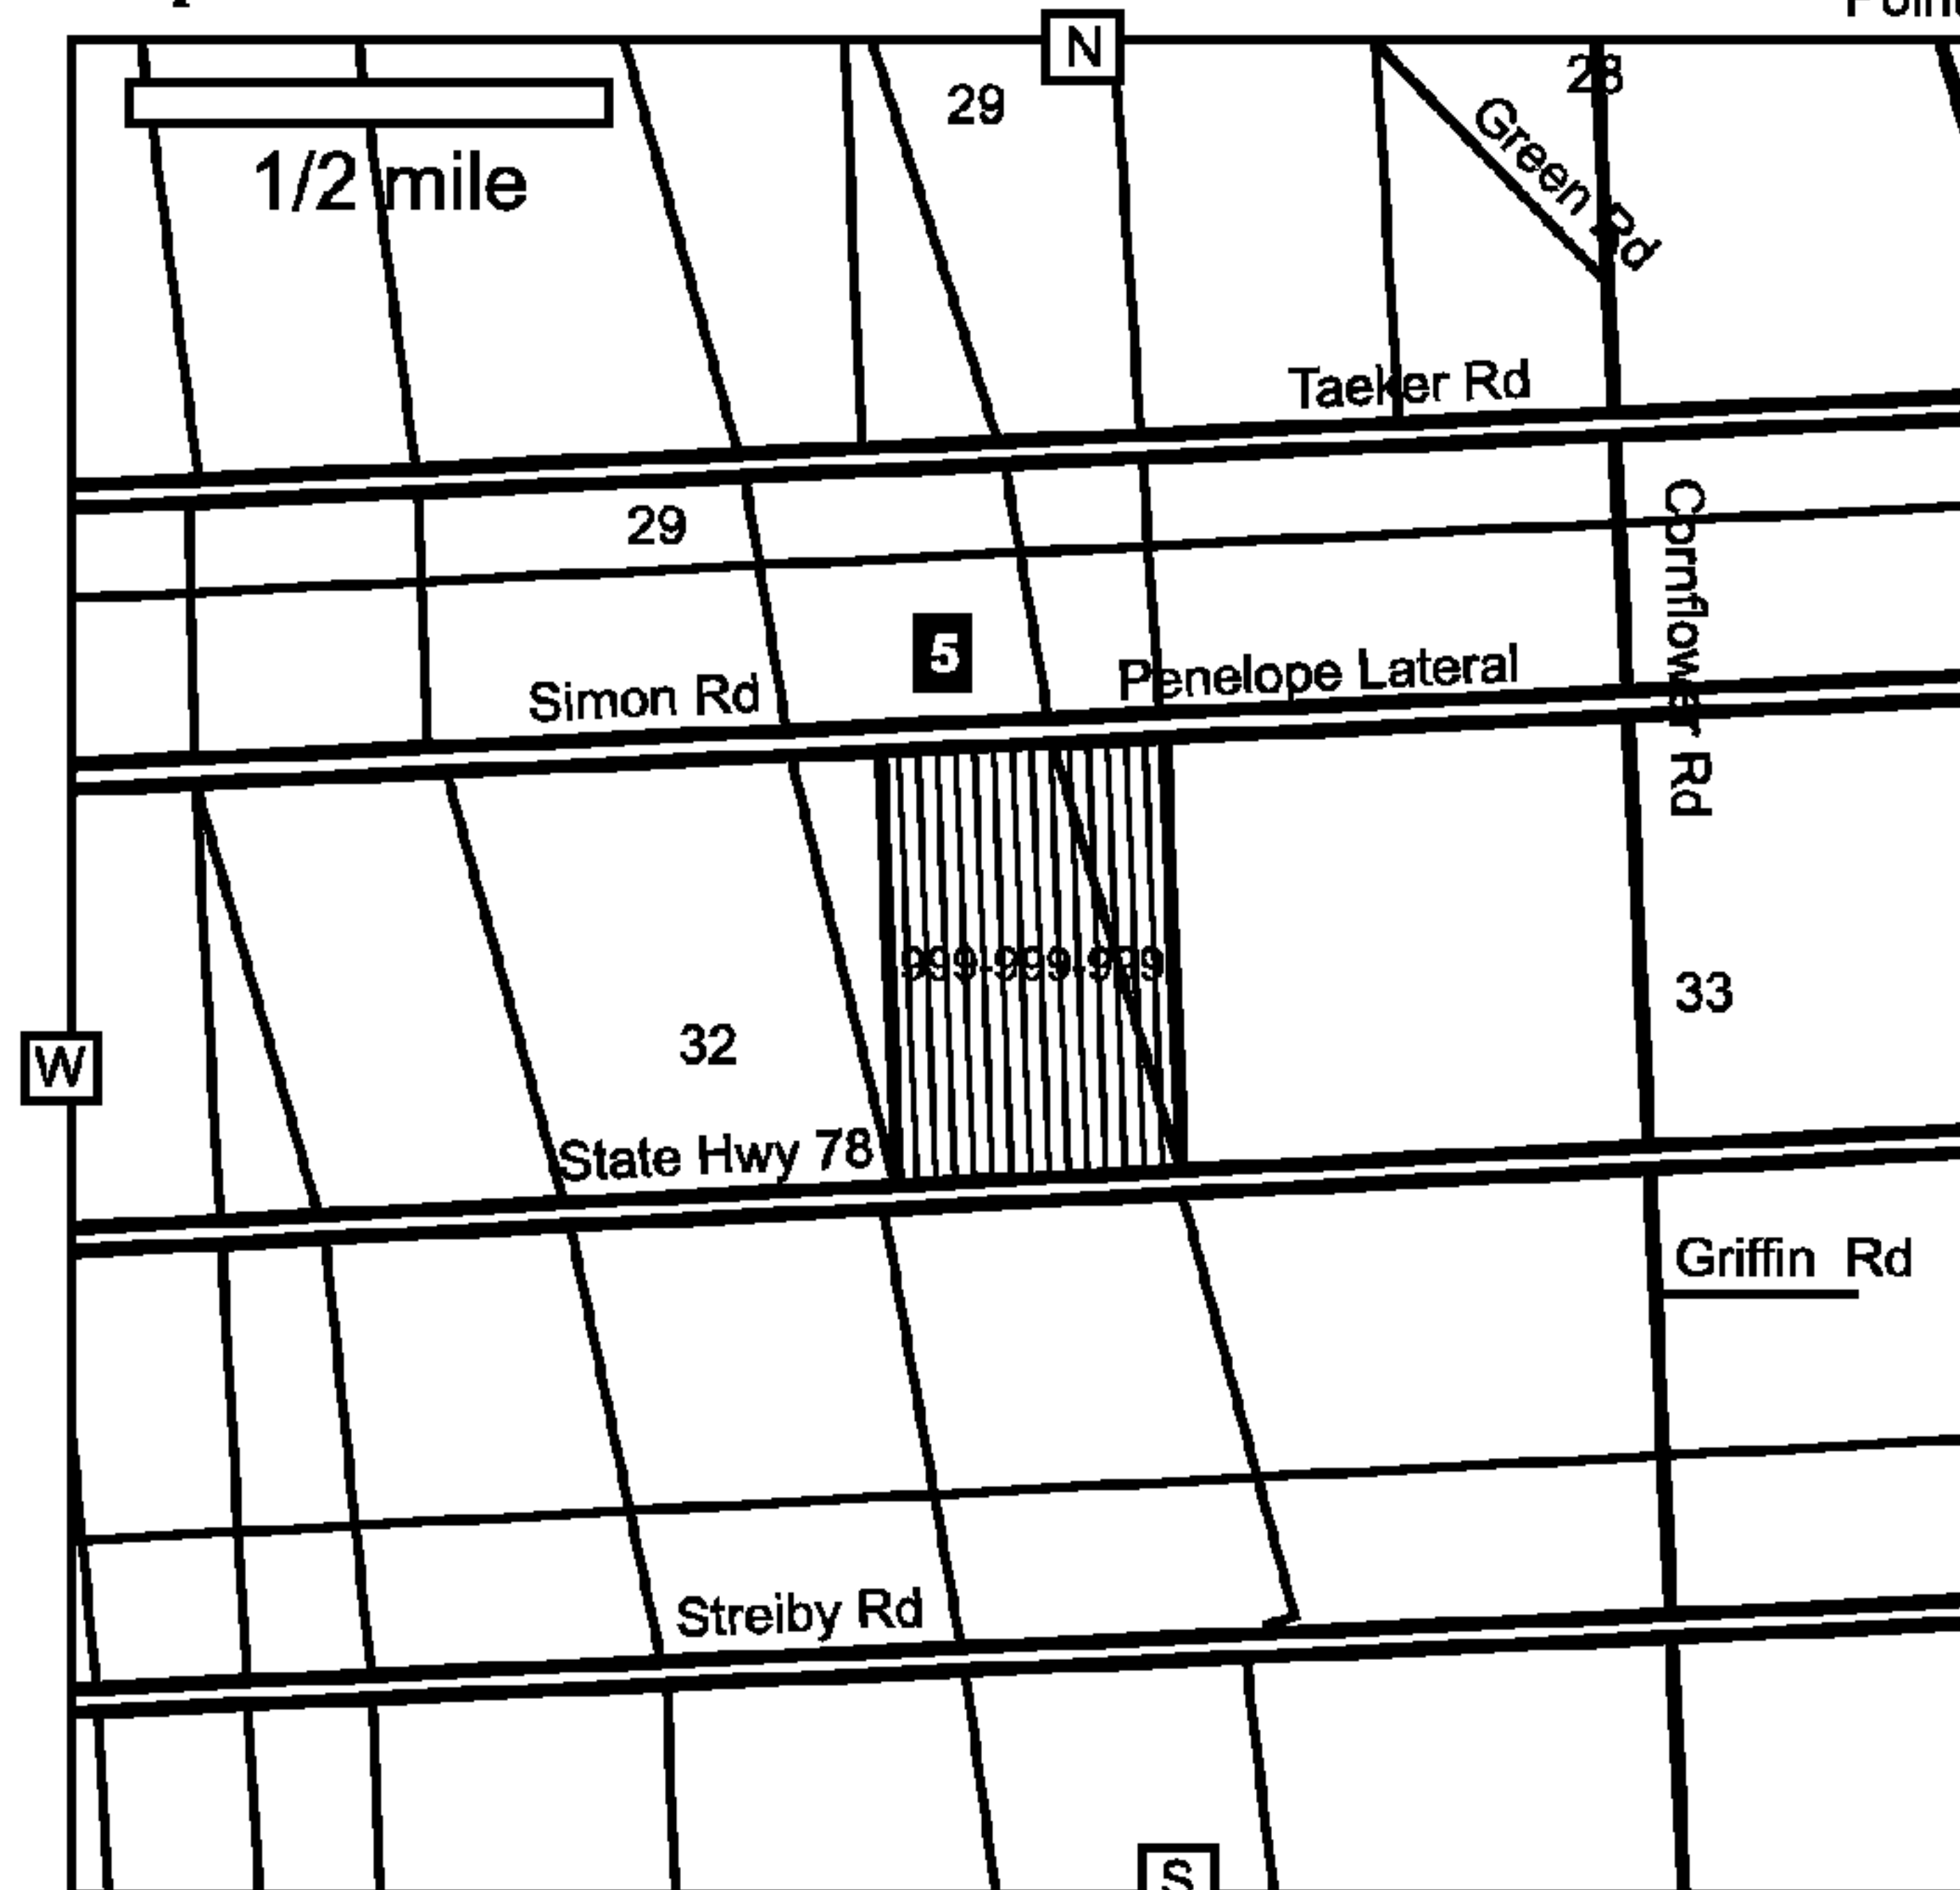 N
28
29
1/2 mile
Green Rd
Taeker Rd
29
Cornflower Rd
5
Penelope Lateral
Simon Rd
999-999-999
33
32
W
State Hwy 78
Griffin Rd
Streiby Rd
S